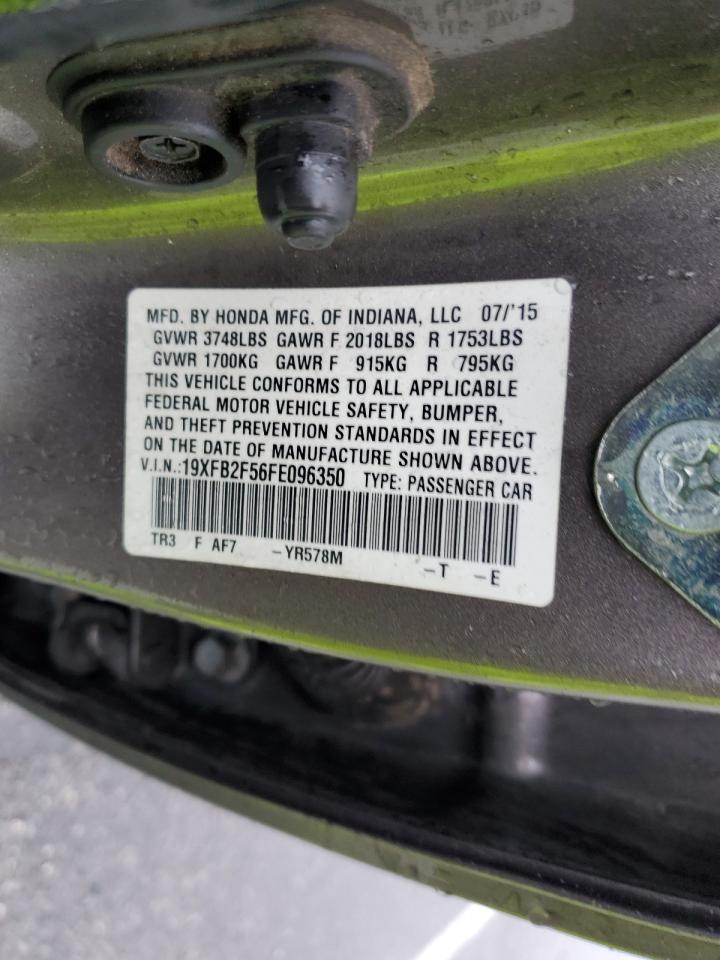 MFD. BY HONDA MFG. OF INDIANA, LLC 07/'15
GVWR 3748LBS GAWR F 2018LBS R 1753LBS
GVWR 1700KG GAWR F 915KG R 795KG
THIS VEHICLE CONFORMS TO ALL APPLICABLE
FEDERAL MOTOR VEHICLE SAFETY, BUMPER,
AND THEFT PREVENTION STANDARDS IN EFFECT
ON THE DATE OF MANUFACTURE SHOWN ABOVE.
V.I.N.:19XFB2F56FE096350 TYPE: PASSENGER CAR
TR3 F AF7 -YR578M -T -E